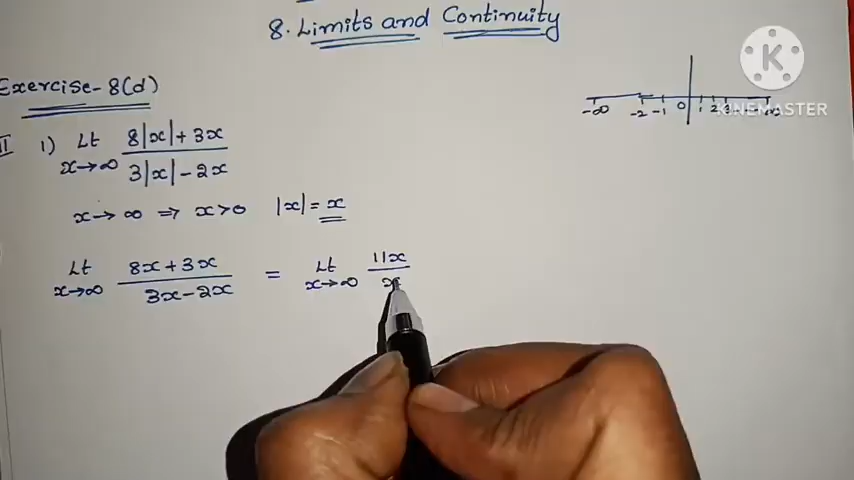 8. Limits and Continuity
K
KINEMASTER
Exercise-8(d)
-∞ -2 -1 0 1 2 3
II 1) Lt x→∞ 8|x|+3x / 3|x|-2x
x→∞ ⇒ x>0 |x|=x
Lt x→∞ 8x+3x / 3x-2x = Lt x→∞ 11x / x